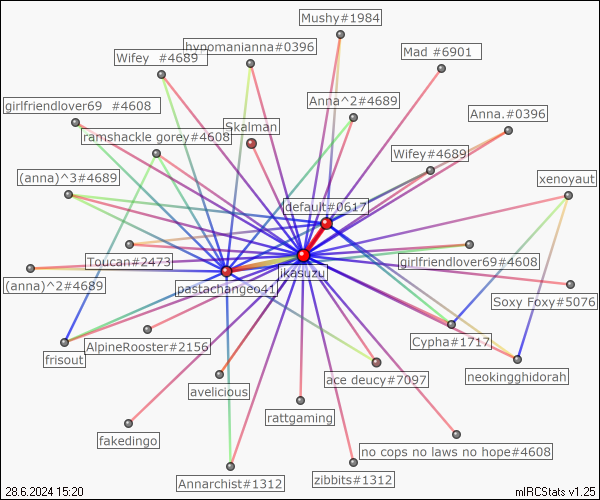 Mushy#1984
hypomanianna#0396
Mad #6901
Wifey  #4689
girlfriendlover69  #4608
Anna^2#4689
Anna.#0396
Skalman
ramshackle gorey#4608
Wifey#4689
(anna)^3#4689
xenoyaut
/default#0617
Toucan#2473
girlfriendlover69#4608
ikasuzu
(anna)^2#4689
pastachangeo41
Soxy Foxy#5076
Cypha#1717
AlpineRooster#2156
frisout
ace deucy#7097
neokingghidorah
avelicious
rattgaming
fakedingo
no cops no laws no hope#4608
Annarchist#1312
zibbits#1312
28.6.2024 15:20
mIRCStats v1.25